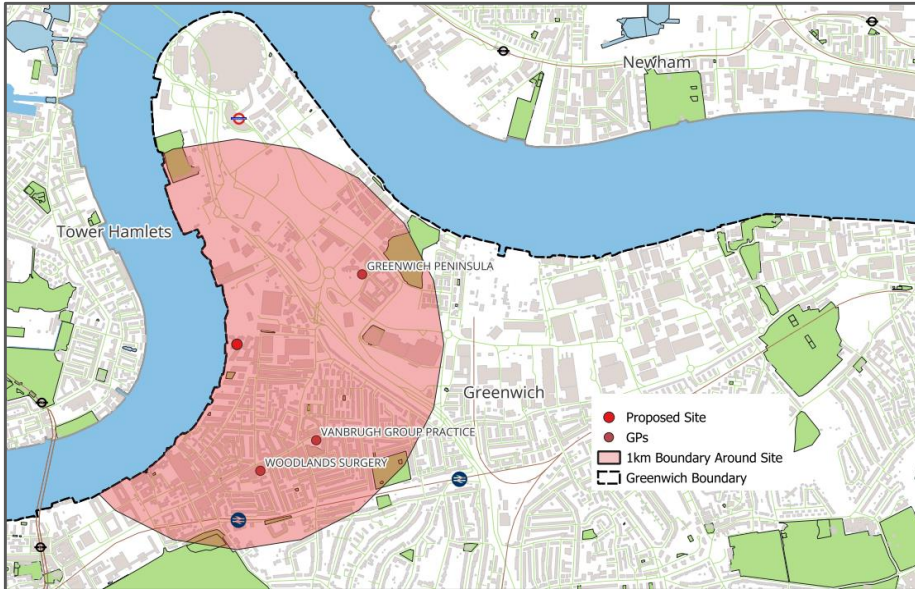 Newham
Tower Hamlets
GREENWICH PENINSULA
Greenwich
VANBRUGH GROUP PRACTICE
WOODLANDS SURGERY
Proposed Site
GPs
1km Boundary Around Site
Greenwich Boundary